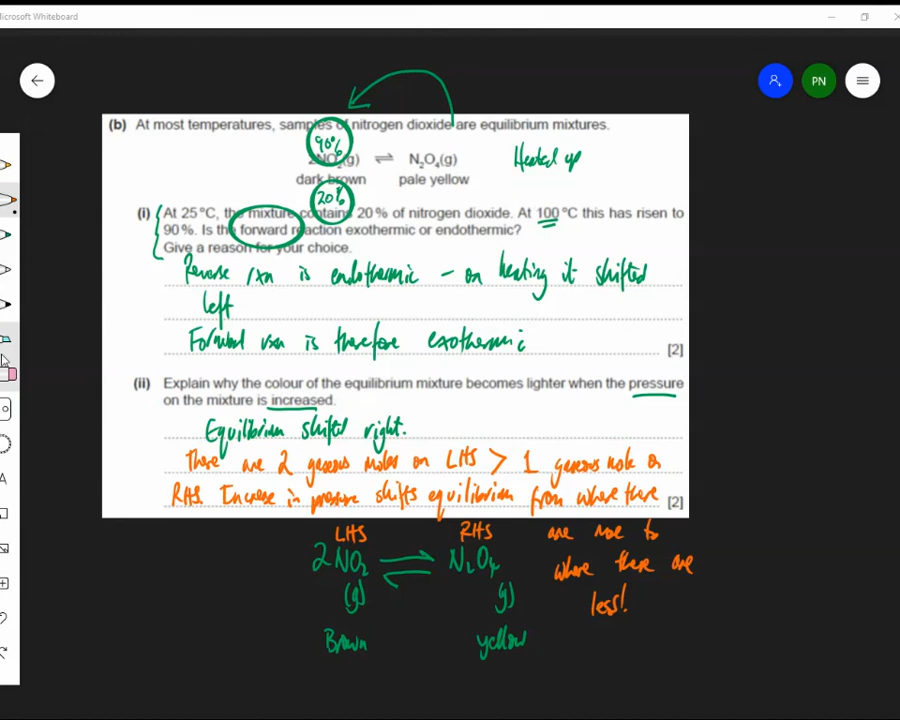 Microsoft Whiteboard
PN
(b) At most temperatures, samples of nitrogen dioxide are equilibrium mixtures.
90%
2NO₂(g) ⇌ N₂O₄(g) Heated up
dark brown pale yellow
20%
(i) At 25°C, the mixture contains 20% of nitrogen dioxide. At 100°C this has risen to
90%. Is the forward reaction exothermic or endothermic?
Give a reason for your choice.
Reverse rxn is endothermic – on heating it shifted
left
Forward rxn is therefore exothermic
[2]
(ii) Explain why the colour of the equilibrium mixture becomes lighter when the pressure
on the mixture is increased.
Equilibrium shifted right.
There are 2 gaseous moles on LHS > 1 gaseous mole on
RHS. Increase in pressure shifts equilibrium from where there
[2]
are more to
where there are
less!
LHS RHS
2NO₂ ⇌ N₂O₄
(g) g)
Brown yellow